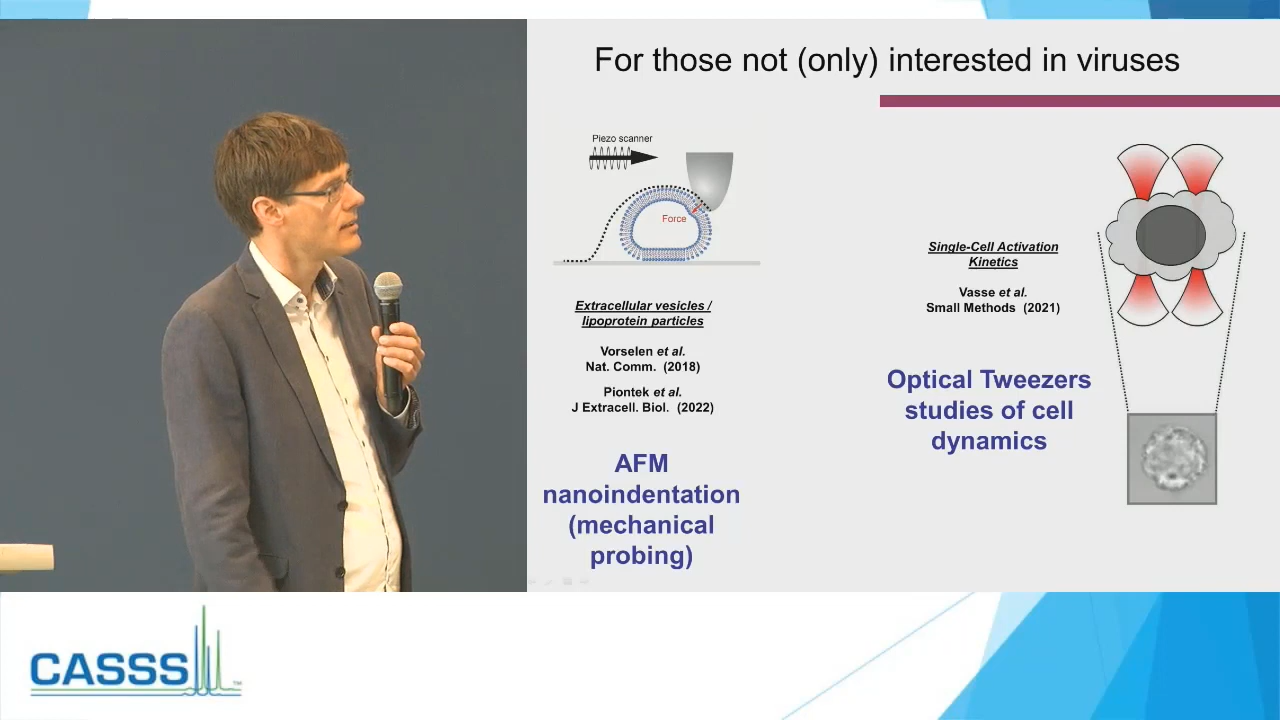 For those not (only) interested in viruses
Piezo scanner
Force
Extracellular vesicles /
lipoprotein particles
Vorselen et al.
Nat. Comm. (2018)
Piontek et al.
J Extracell. Biol. (2022)
AFM
nanoindentation
(mechanical
probing)
Single-Cell Activation
Kinetics
Vasse et al.
Small Methods (2021)
Optical Tweezers
studies of cell
dynamics
CASSS™